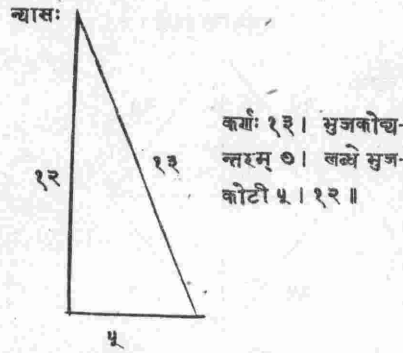 न्यासः
कर्णः १३। भुजकोट्य-
न्तरम् ७। लब्धे भुज-
कोटी ५। १२॥
१२
१३
५